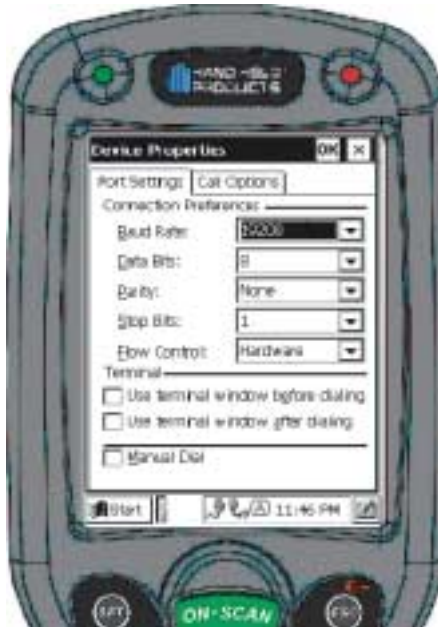 HAND HELD
PRODUCTS
Device Properties OK ×
Port Settings Call Options
Connection Preferences
Baud Rate: 19200
Data Bits: 8
Parity: None
Stop Bits: 1
Flow Control: Hardware
Terminal
Use terminal window before dialing
Use terminal window after dialing
Manual Dial
Start 11:46 PM
ON-SCAN
ESC